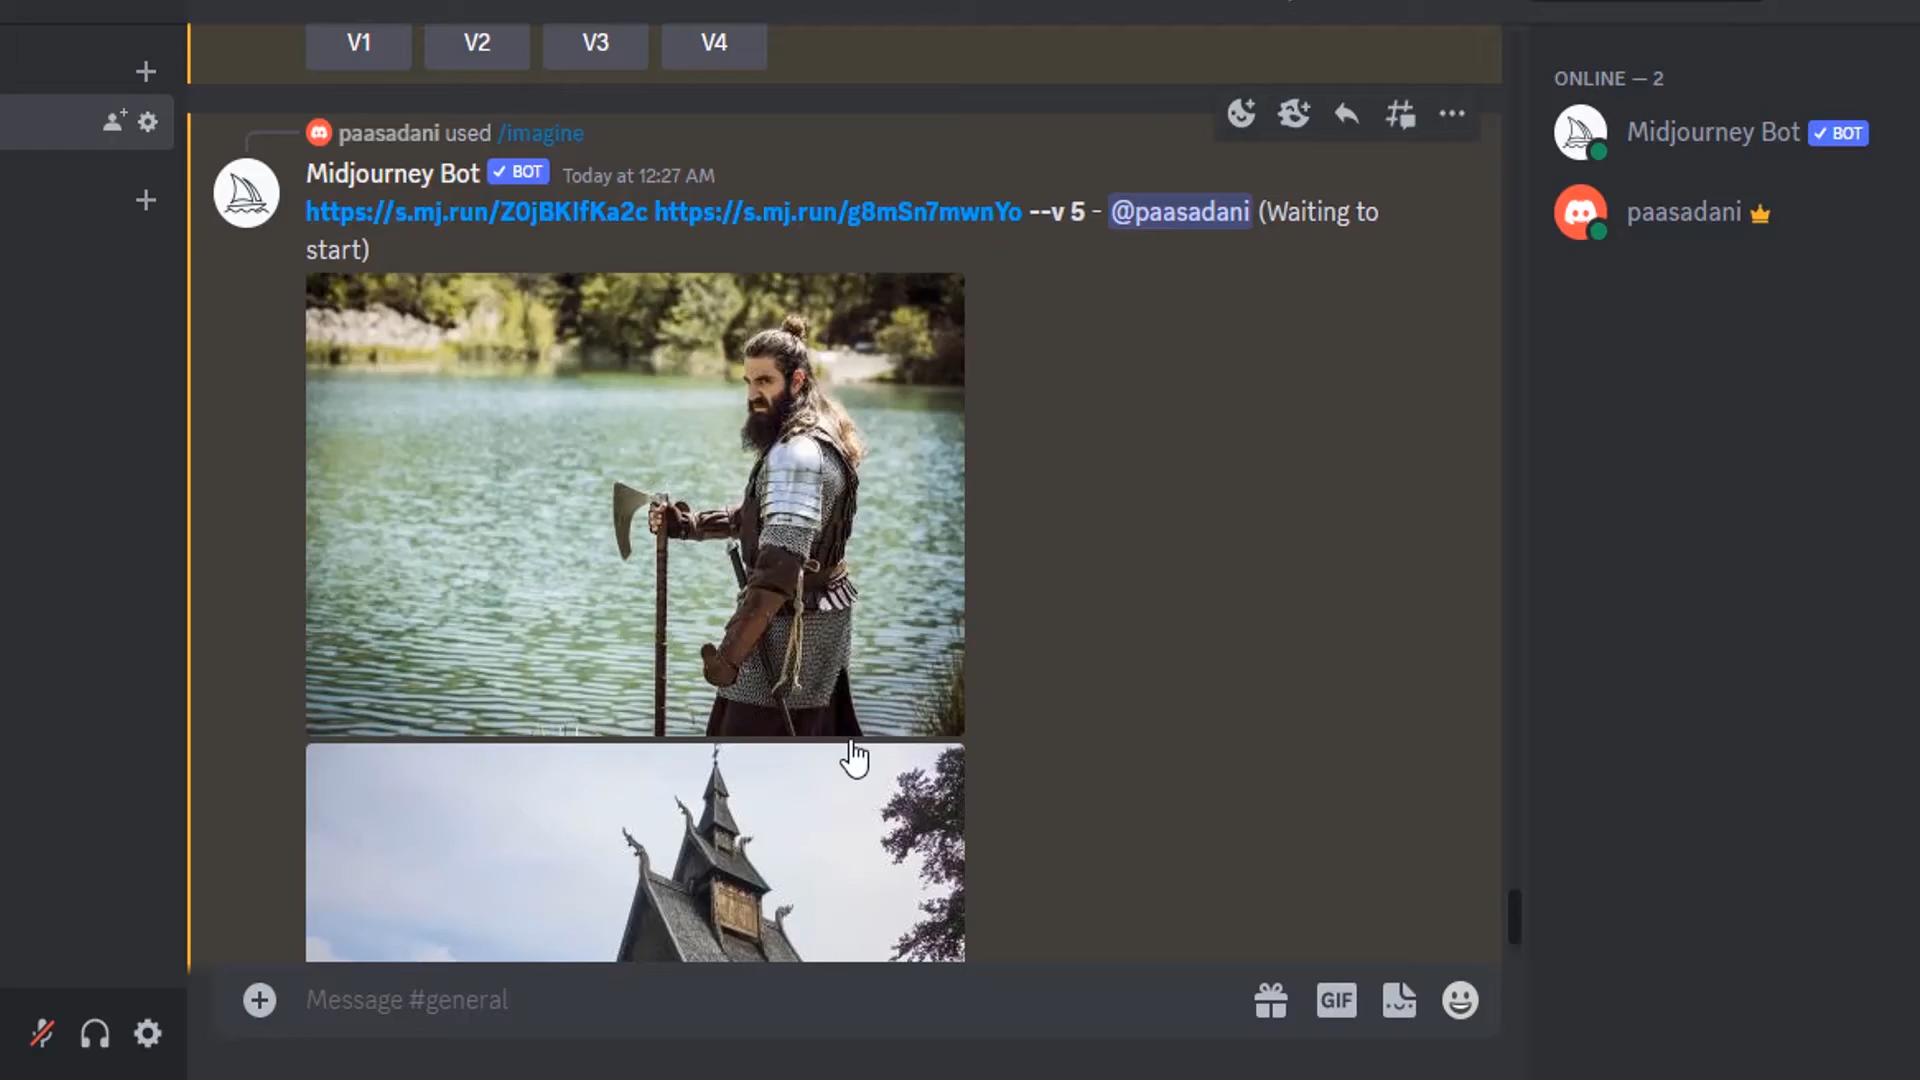 V1 V2 V3 V4
ONLINE — 2
paasadani used /imagine
Midjourney Bot ✓ BOT
Midjourney Bot ✓ BOT Today at 12:27 AM
https://s.mj.run/Z0jBKlfKa2c https://s.mj.run/g8mSn7mwnYo --v 5 - @paasadani (Waiting to
start)
paasadani
Message #general
GIF